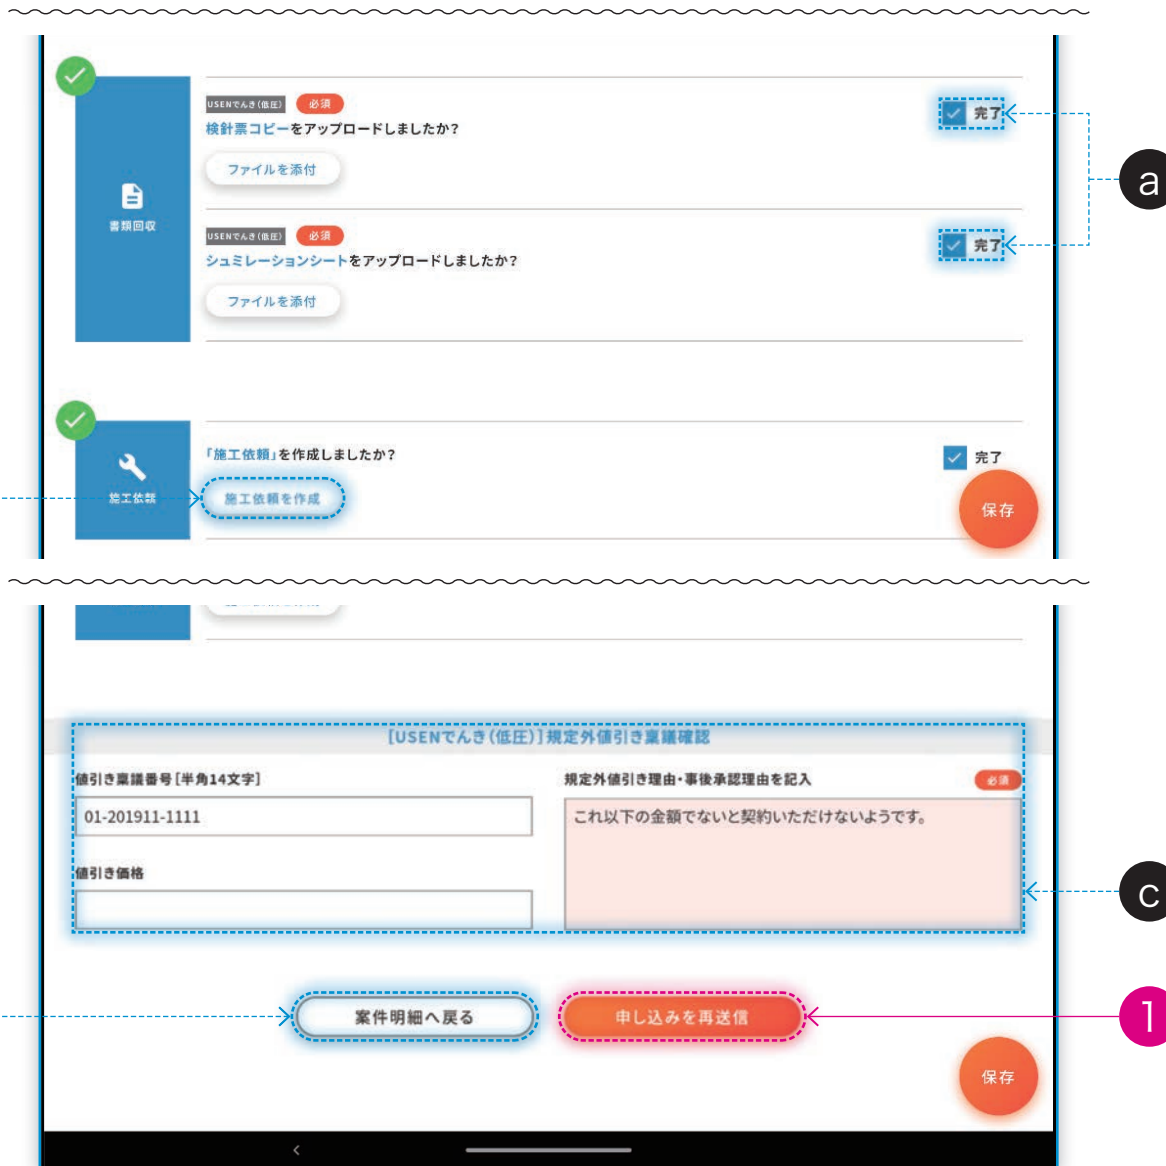 USENでんき(低圧) 必須
検針票コピーをアップロードしましたか?
完了
ファイルを添付
a
書類回収
USENでんき(低圧) 必須
シュミレーションシートをアップロードしましたか?
完了
ファイルを添付
「施工依頼」を作成しましたか?
完了
施工依頼
施工依頼を作成
保存
[USENでんき(低圧)]規定外値引き稟議確認
値引き稟議番号[半角14文字]
規定外値引き理由・事後承認理由を記入 必須
01-201911-1111
これ以下の金額でないと契約いただけないようです。
値引き価格
c
案件明細へ戻る
申し込みを再送信
1
保存